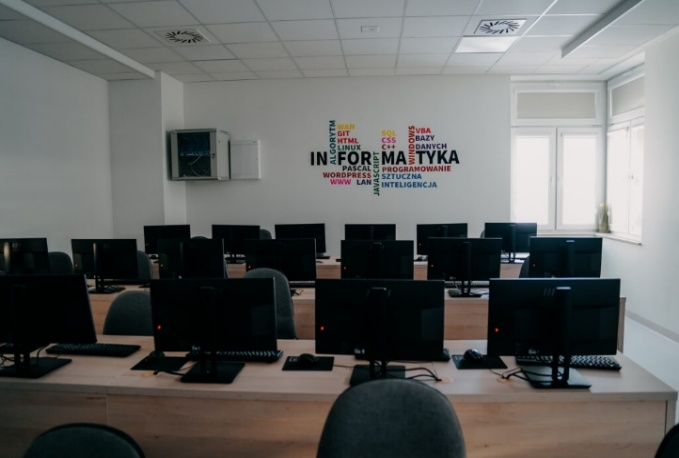 ALGORYTM
WAN
GIT
HTML
LINUX
SQL
CSS
C++
WINDOWS
VBA
BAZY
DANYCH
INFORMATYKA
PASCAL
JAVASCRIPT
PROGRAMOWANIE
WORDPRESS
SZTUCZNA
WWW LAN
INTELIGENCJA